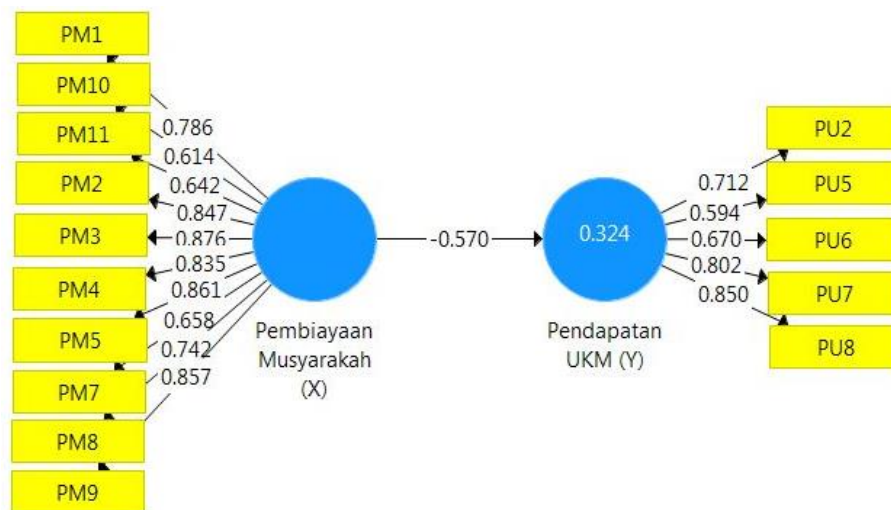 PM1
PM10
PM11
PM2
PM3
PM4
PM5
PM7
PM8
PM9
0.786
0.614
0.642
0.847
0.876
0.835
0.861
0.658
0.742
0.857
Pembiayaan
Musyarakah
(X)
-0.570
0.324
Pendapatan
UKM (Y)
0.712
0.594
0.670
0.802
0.850
PU2
PU5
PU6
PU7
PU8